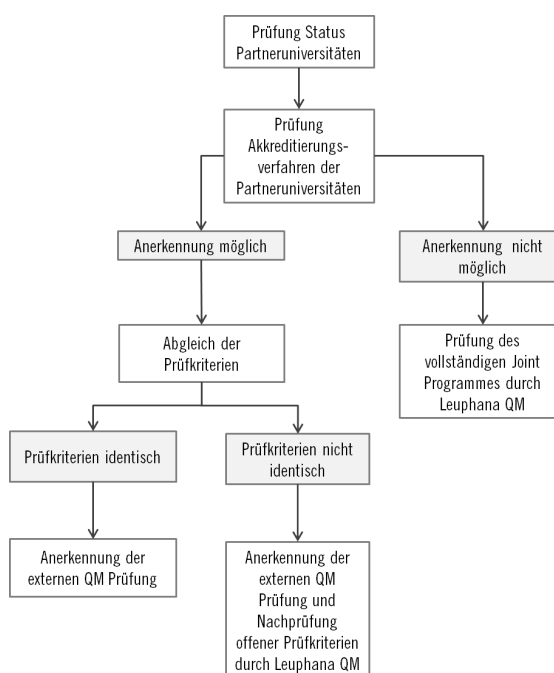 Prüfung Status
Partneruniversitäten
Prüfung
Akkreditierungs-
verfahren der
Partneruniversitäten
Anerkennung möglich
Anerkennung nicht
möglich
Abgleich der
Prüfkriterien
Prüfung des
vollständigen Joint
Programmes durch
Leuphana QM
Prüfkriterien identisch
Prüfkriterien nicht
identisch
Anerkennung der
externen QM Prüfung
Anerkennung der
externen QM
Prüfung und
Nachprüfung
offener Prüfkriterien
durch Leuphana QM